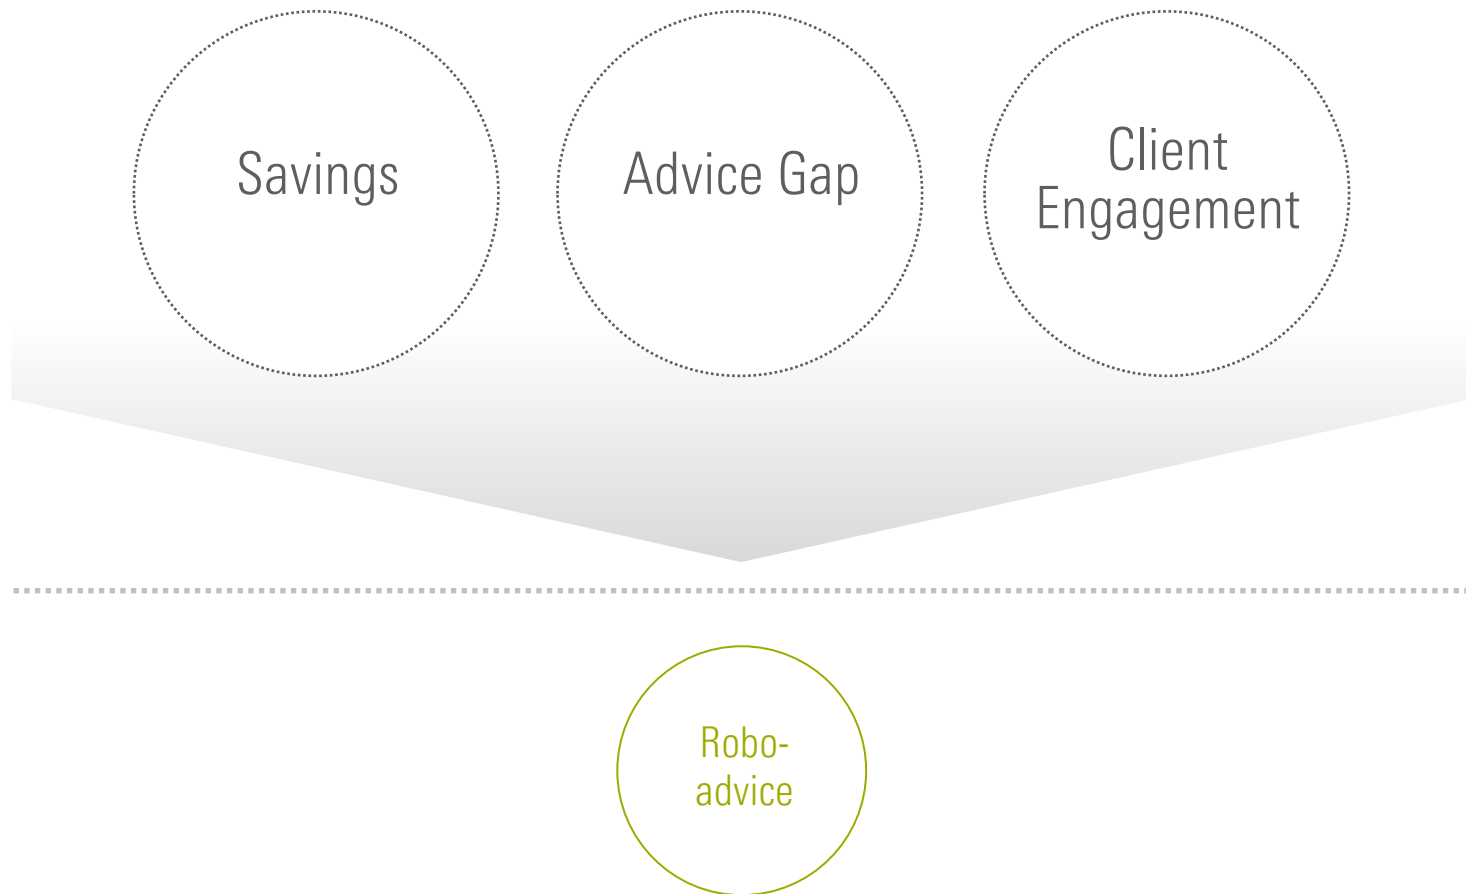 Savings
Advice Gap
Client
Engagement
Robo-
advice